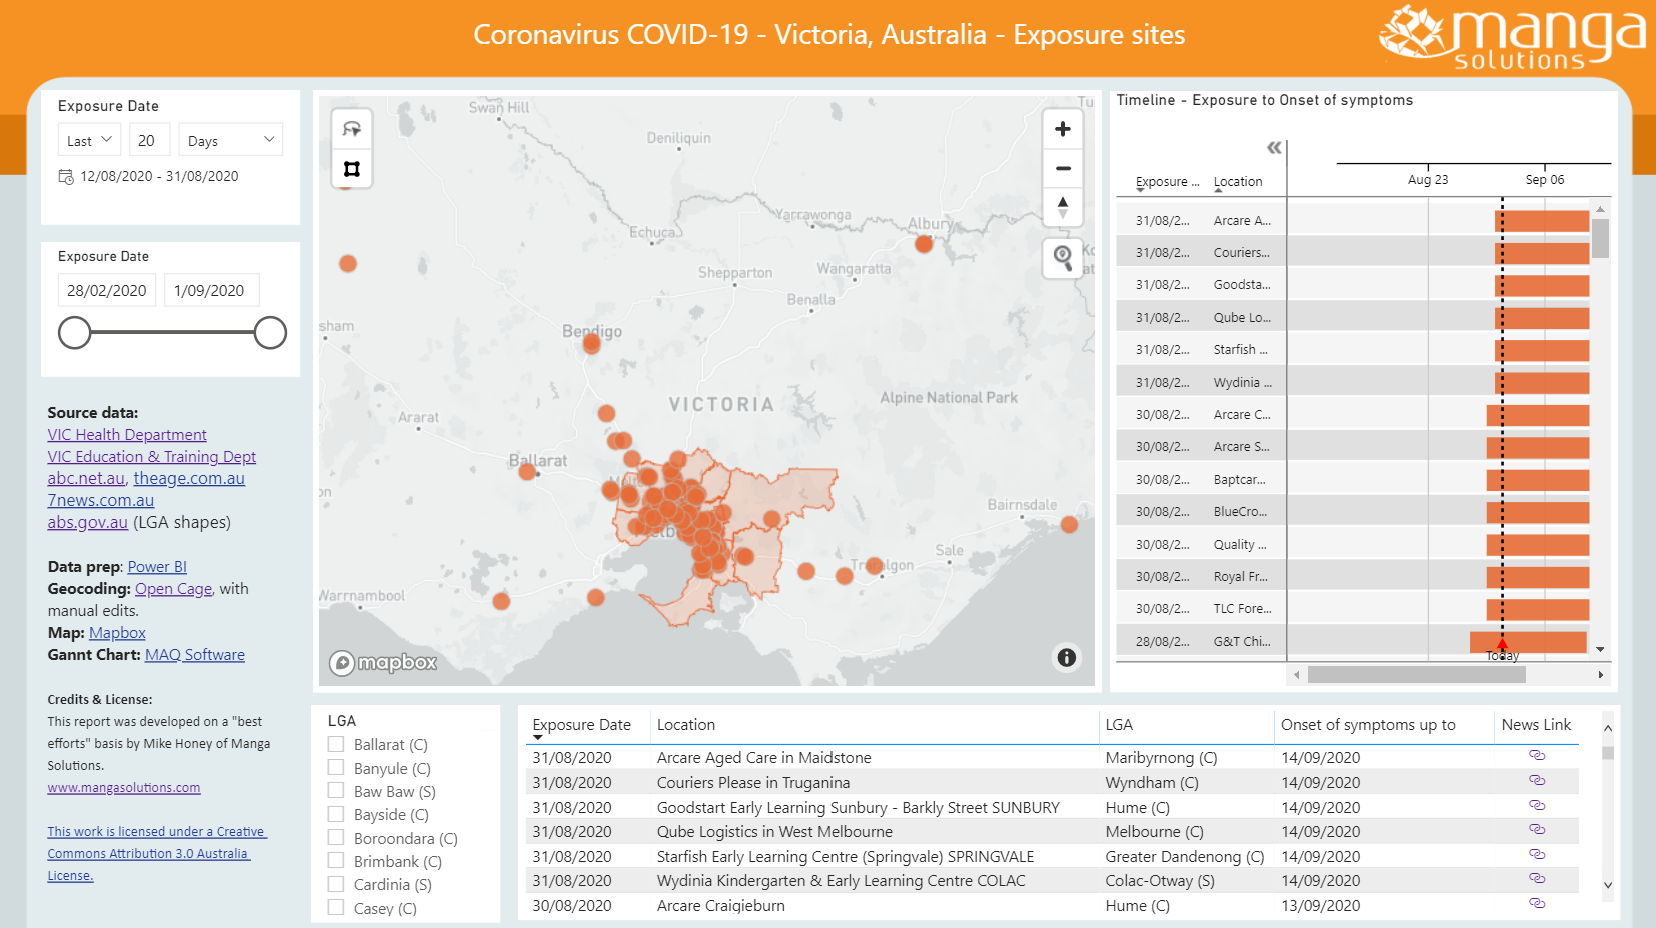 Coronavirus COVID-19 - Victoria, Australia - Exposure sites
manga
solutions
Exposure Date
Last
20
Days
12/08/2020 - 31/08/2020
Exposure Date
28/02/2020
1/09/2020
Source data:
VIC Health Department
VIC Education & Training Dept
abc.net.au, theage.com.au
7news.com.au
abs.gov.au (LGA shapes)
Data prep: Power BI
Geocoding: Open Cage, with
manual edits.
Map: Mapbox
Gannt Chart: MAQ Software
Credits & License:
This report was developed on a "best
efforts" basis by Mike Honey of Manga
Solutions.
www.mangasolutions.com
This work is licensed under a Creative
Commons Attribution 3.0 Australia
License.
Swan Hill
Deniliquin
Yarrawonga
Albury
Echuca
Shepparton
Wangaratta
Benalla
sham
Bendigo
VICTORIA
Alpine National Park
Ararat
Ballarat
Bairnsdale
Sale
Warrnambool
mapbox
Timeline - Exposure to Onset of symptoms
Exposure ...
Location
Aug 23
Sep 06
31/08/2... Arcare A...
31/08/2... Couriers...
31/08/2... Goodsta...
31/08/2... Qube Lo...
31/08/2... Starfish ...
31/08/2... Wydinia ...
30/08/2... Arcare C...
30/08/2... Arcare S...
30/08/2... Baptcar...
30/08/2... BlueCro...
30/08/2... Quality ...
30/08/2... Royal Fr...
30/08/2... TLC Fore...
28/08/2... G&T Chi...
Today
LGA
Ballarat (C)
Banyule (C)
Baw Baw (S)
Bayside (C)
Boroondara (C)
Brimbank (C)
Cardinia (S)
Casey (C)
Exposure Date Location LGA Onset of symptoms up to News Link
31/08/2020 Arcare Aged Care in Maidstone Maribyrnong (C) 14/09/2020
31/08/2020 Couriers Please in Truganina Wyndham (C) 14/09/2020
31/08/2020 Goodstart Early Learning Sunbury - Barkly Street SUNBURY Hume (C) 14/09/2020
31/08/2020 Qube Logistics in West Melbourne Melbourne (C) 14/09/2020
31/08/2020 Starfish Early Learning Centre (Springvale) SPRINGVALE Greater Dandenong (C) 14/09/2020
31/08/2020 Wydinia Kindergarten & Early Learning Centre COLAC Colac-Otway (S) 14/09/2020
30/08/2020 Arcare Craigieburn Hume (C) 13/09/2020